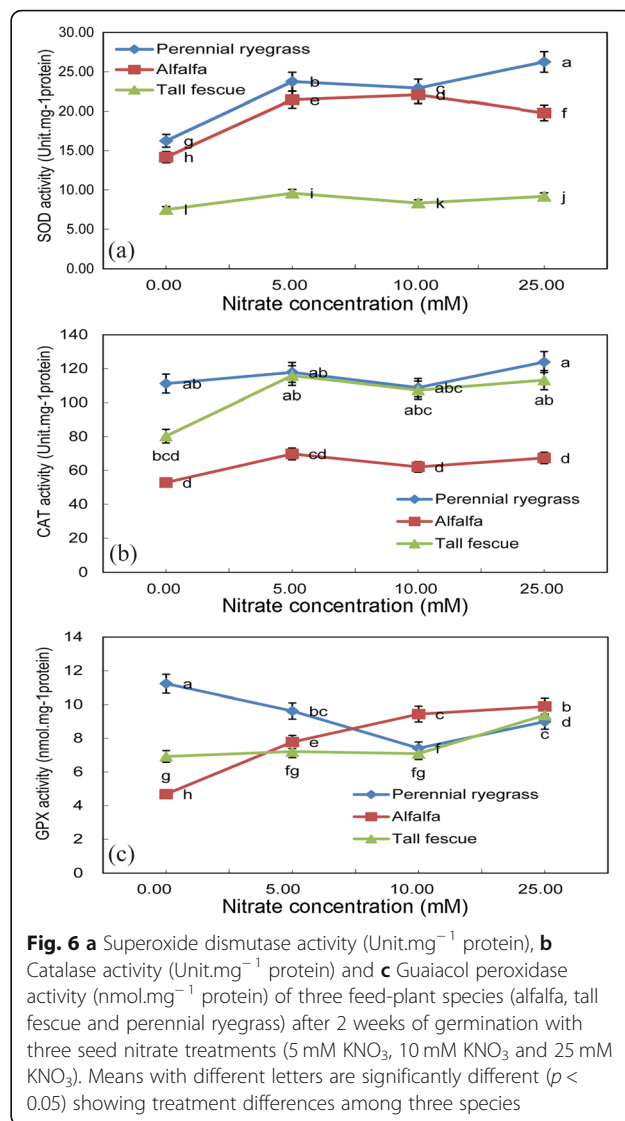 30.00
25.00
20.00
15.00
10.00
5.00
0.00
SOD activity (Unit.mg-1protein)
Perennial ryegrass
Alfalfa
Tall fescue
g
h
l
b
e
i
c
d
k
a
f
j
(a)
0.00 5.00 10.00 25.00
Nitrate concentration (mM)
140
120
100
80
60
40
20
0
CAT activity (Unit.mg-1protein)
ab
bcd
d
ab
ab
cd
abc
abc
d
a
ab
d
Perennial ryegrass
Alfalfa
Tall fescue
(b)
0.00 5.00 10.00 25.00
Nitrate concentration (mM)
14
12
10
8
6
4
2
0
GPX activity (nmol.mg-1protein)
a
g
h
bc
e
fg
c
f
fg
b
d
c
Perennial ryegrass
Alfalfa
Tall fescue
(c)
0.00 5.00 10.00 25.00
Nitrate concentration (mM)
Fig. 6 a Superoxide dismutase activity (Unit.mg⁻¹ protein), b
Catalase activity (Unit.mg⁻¹ protein) and c Guaiacol peroxidase
activity (nmol.mg⁻¹ protein) of three feed-plant species (alfalfa, tall
fescue and perennial ryegrass) after 2 weeks of germination with
three seed nitrate treatments (5 mM KNO₃, 10 mM KNO₃ and 25 mM
KNO₃). Means with different letters are significantly different (p <
0.05) showing treatment differences among three species